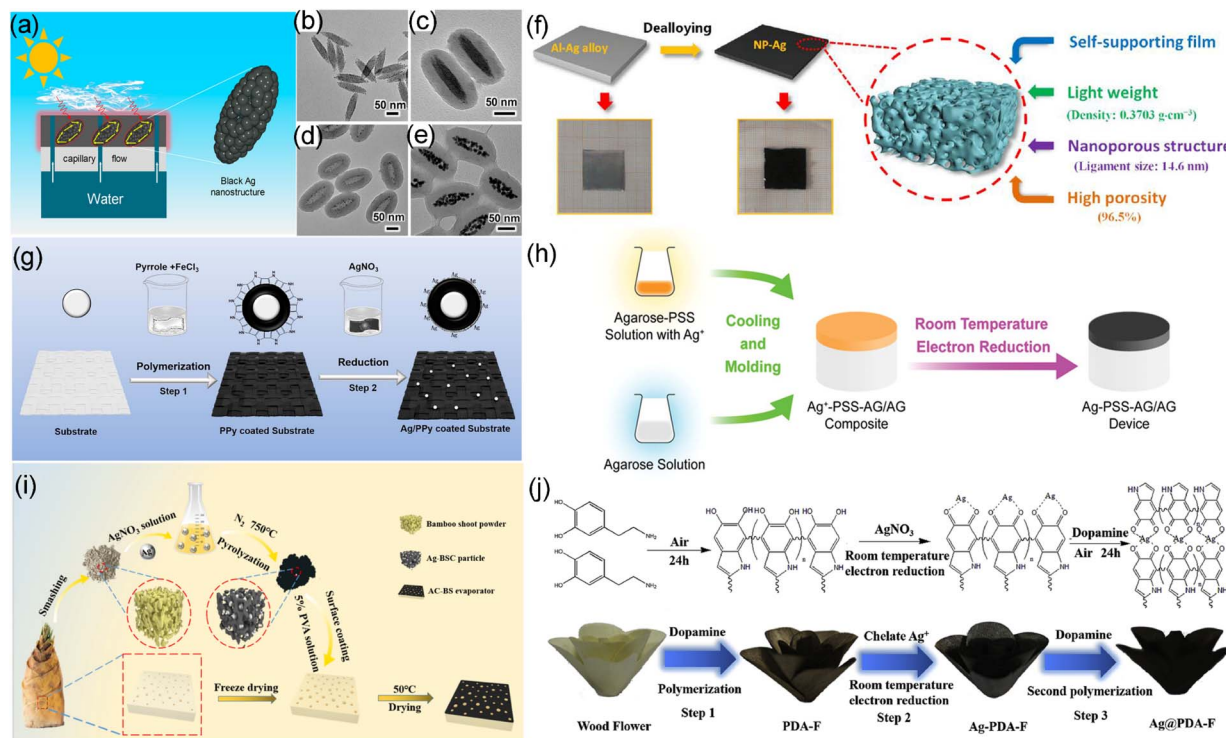 (a)
capillary flow
Water
Black Ag
nanostructure
(b)
50 nm
(c)
50 nm
(d)
50 nm
(e)
50 nm
(f)
Al-Ag alloy
Dealloying
NP-Ag
Self-supporting film
Light weight
(Density: 0.3703 g·cm⁻³)
Nanoporous structure
(Ligament size: 14.6 nm)
High porosity
(96.5%)
(g)
Pyrrole +FeCl₃
AgNO₃
Polymerization
Step 1
Reduction
Step 2
Substrate
PPy coated Substrate
Ag/PPy coated Substrate
(h)
Agarose-PSS
Solution with Ag⁺
Agarose Solution
Cooling
and
Molding
Ag⁺-PSS-AG/AG
Composite
Room Temperature
Electron Reduction
Ag-PSS-AG/AG
Device
(i)
Smashing
AgNO₃ solution
Ag
N₂ 750℃
Pyrolyzation
Bamboo shoot powder
Ag-BSC particle
AC-BS evaporator
5% PVA solution
Surface coating
Freeze drying
50℃
Drying
(j)
HO
HO
NH₂
HO
HO
NH₂
Air
24h
AgNO₃
Room temperature
electron reduction
Dopamine
Air 24h
Wood Flower
Dopamine
Polymerization
Step 1
PDA-F
Chelate Ag⁺
Room temperature
electron reduction
Step 2
Ag-PDA-F
Dopamine
Second polymerization
Step 3
Ag@PDA-F